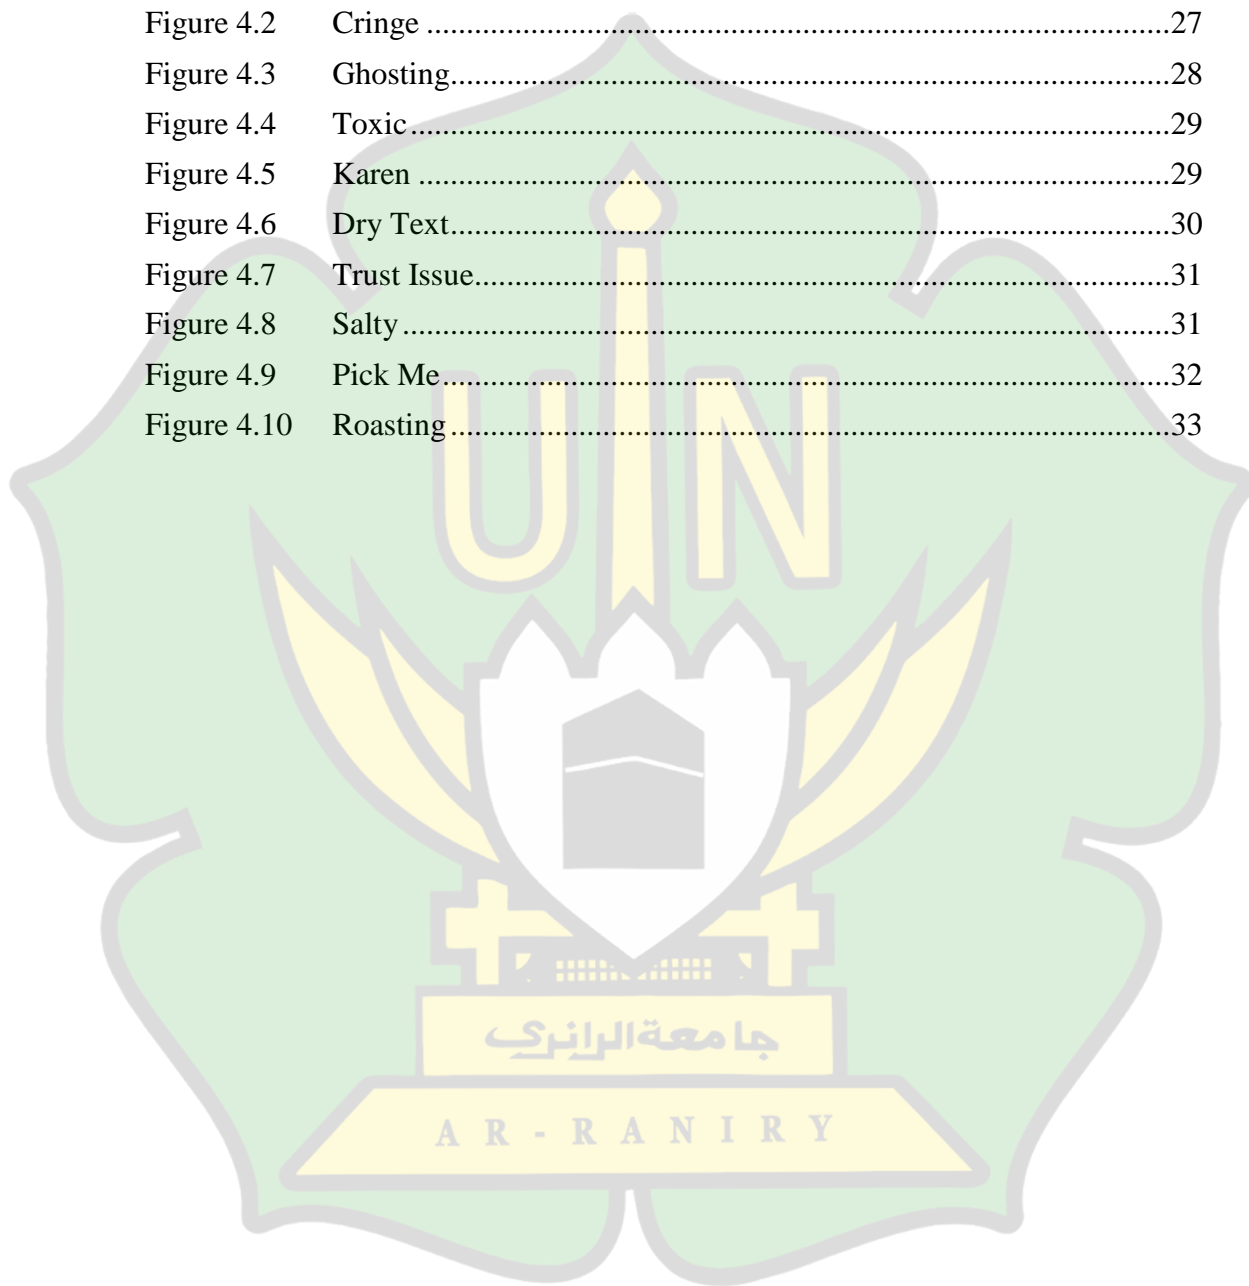 Figure 4.2 Cringe ........................................................................................27
Figure 4.3 Ghosting.....................................................................................28
Figure 4.4 Toxic..........................................................................................29
Figure 4.5 Karen .........................................................................................29
Figure 4.6 Dry Text.....................................................................................30
Figure 4.7 Trust Issue..................................................................................31
Figure 4.8 Salty...........................................................................................31
Figure 4.9 Pick Me......................................................................................32
Figure 4.10 Roasting.....................................................................................33
U N
جامعة الرانري
AR-RANIRY